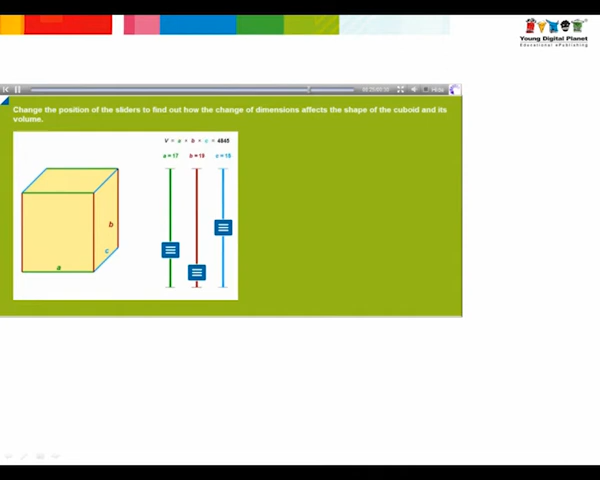 Young Digital Planet
Educational ePublishing
Hide
Change the position of the sliders to find out how the change of dimensions affects the shape of the cuboid and its
volume.
V = a • b • c = 4845
a = 17 b = 19 c = 15
b
c
a